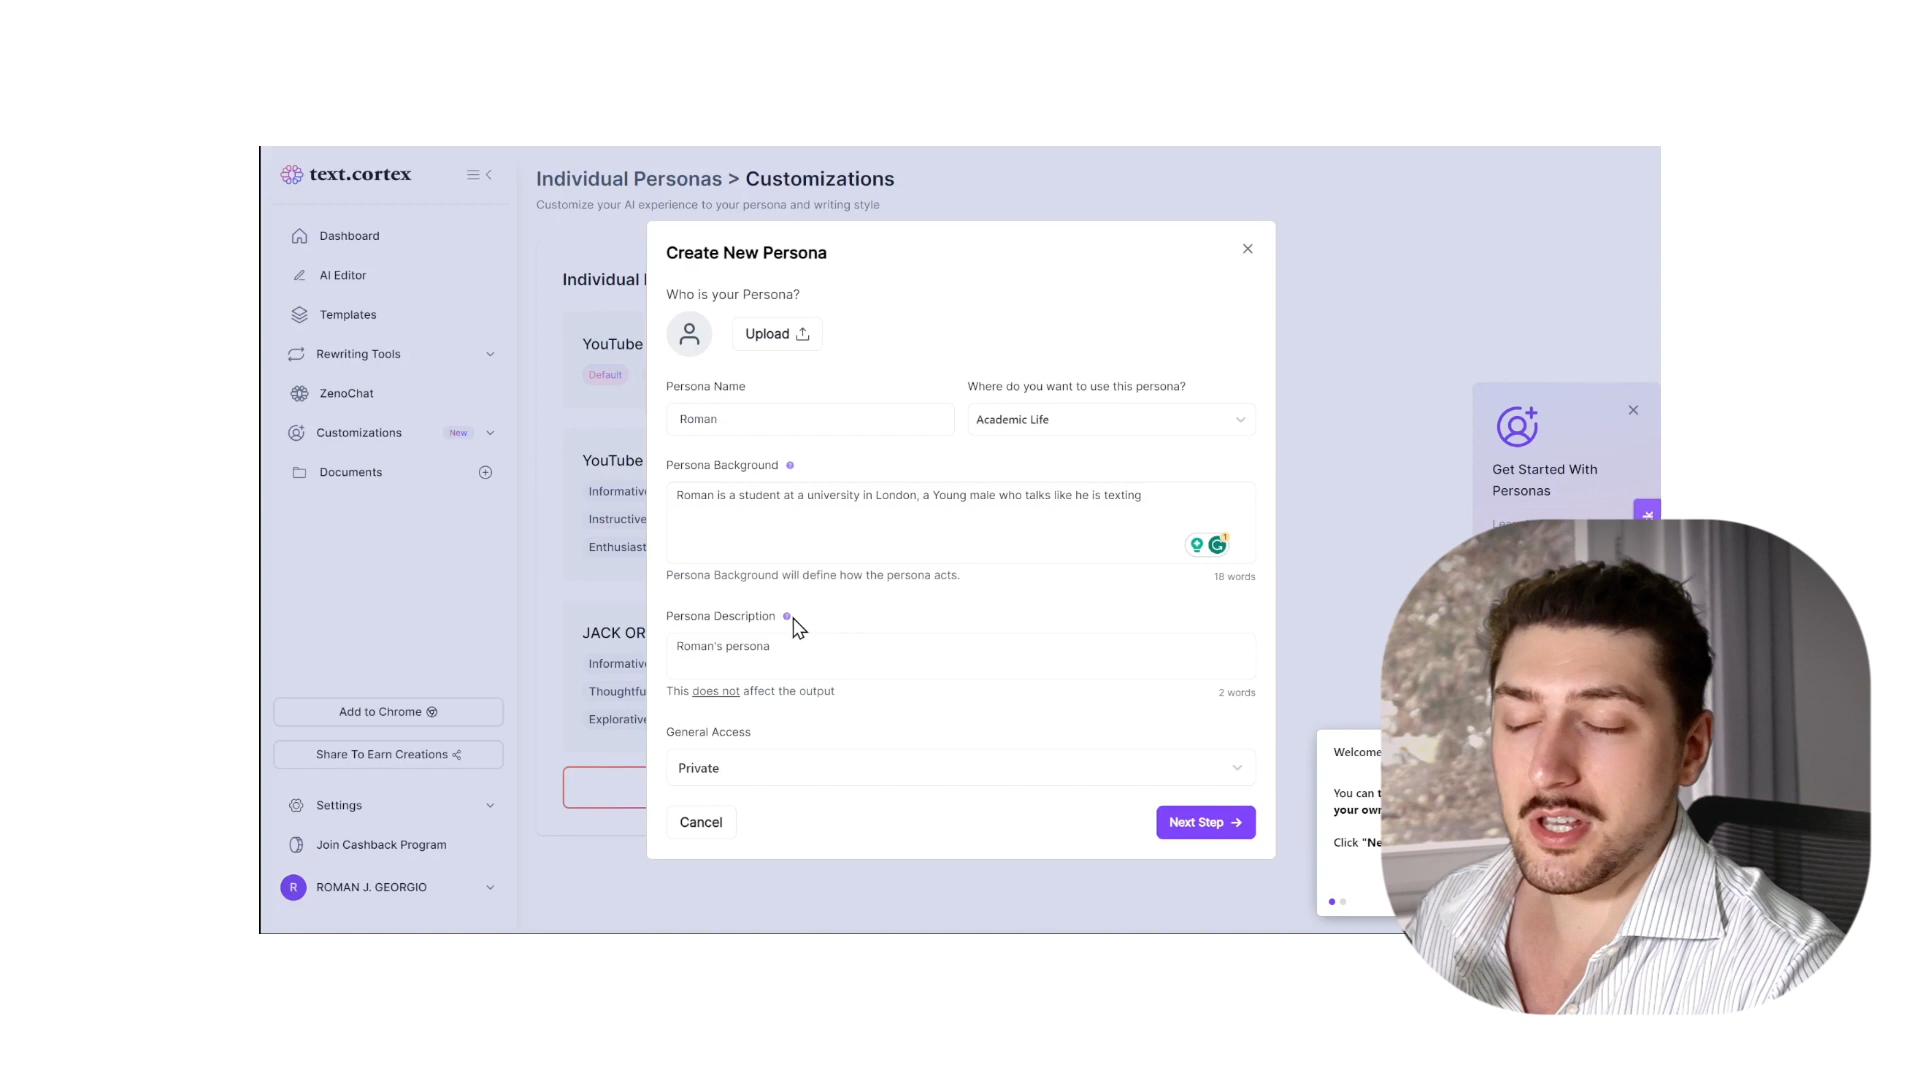 text.cortex
Dashboard
AI Editor
Templates
Rewriting Tools
ZenoChat
Customizations New
Documents
Add to Chrome
Share To Earn Creations
Settings
Join Cashback Program
R ROMAN J. GEORGIO
Individual Personas > Customizations
Customize your AI experience to your persona and writing style
Individual
YouTube
Default
YouTube
Informative
Instructive
Enthusiast
JACK OR
Informative
Thoughtfu
Explorative
Create New Persona
Who is your Persona?
Upload
Persona Name
Roman
Where do you want to use this persona?
Academic Life
Persona Background
Roman is a student at a university in London, a Young male who talks like he is texting
1
Persona Background will define how the persona acts.
18 words
Persona Description
Roman's persona
This does not affect the output
2 words
General Access
Private
Cancel
Next Step
Get Started With
Personas
Welcome
You can
your own
Click "Ne